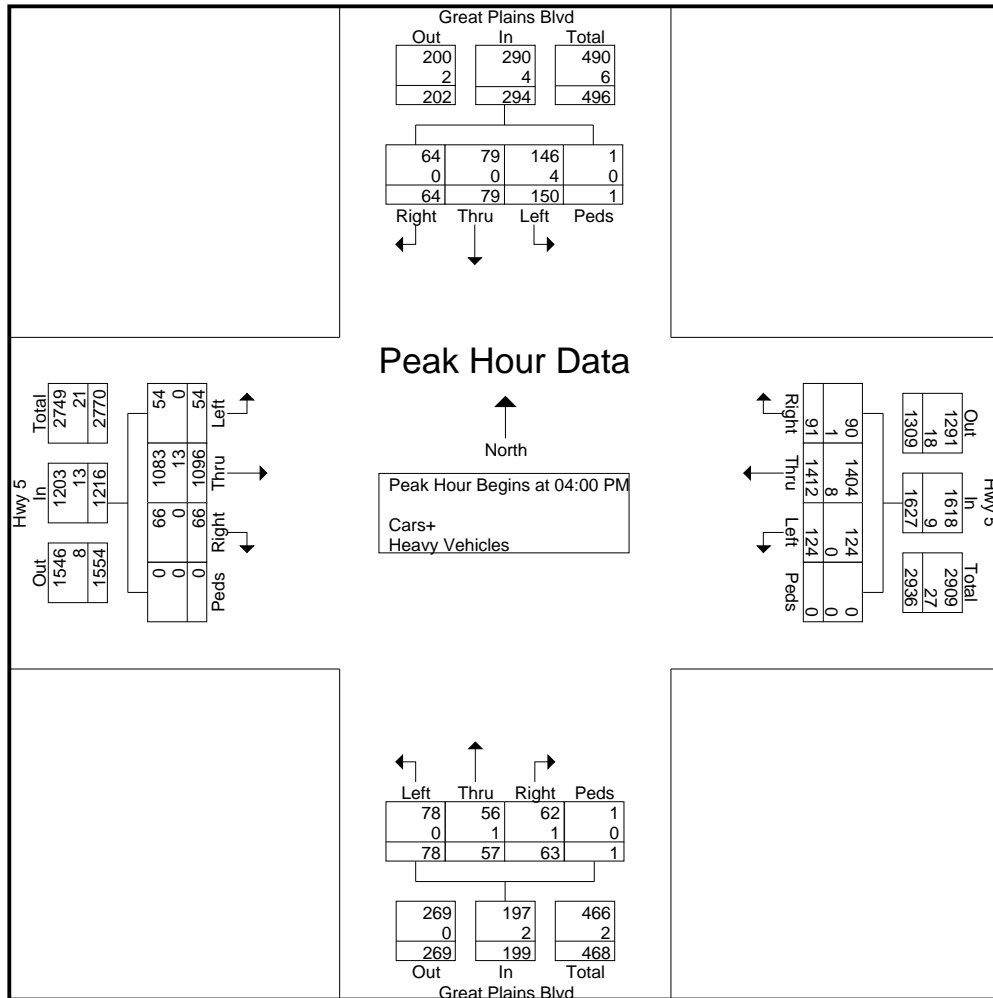 Great Plains Blvd
Out In Total
200 290 490
2 4 6
202 294 496
64 79 146 1
0 0 4 0
64 79 150 1
Right Thru Left Peds
Peak Hour Data
North
Peak Hour Begins at 04:00 PM
Cars+
Heavy Vehicles
Hwy 5
Out In Total
1546 1203 2749
8 13 21
1554 1216 2770
54 1083 66 0
0 13 0 0
54 1096 66 0
Left Thru Right Peds
Hwy 5
Out In Total
1291 1618 2909
18 9 27
1309 1627 2936
90 1404 124 0
1 8 0 0
91 1412 124 0
Right Thru Left Peds
Left Thru Right Peds
78 56 62 1
0 1 1 0
78 57 63 1
269 197 466
0 2 2
269 199 468
Out In Total
Great Plains Blvd